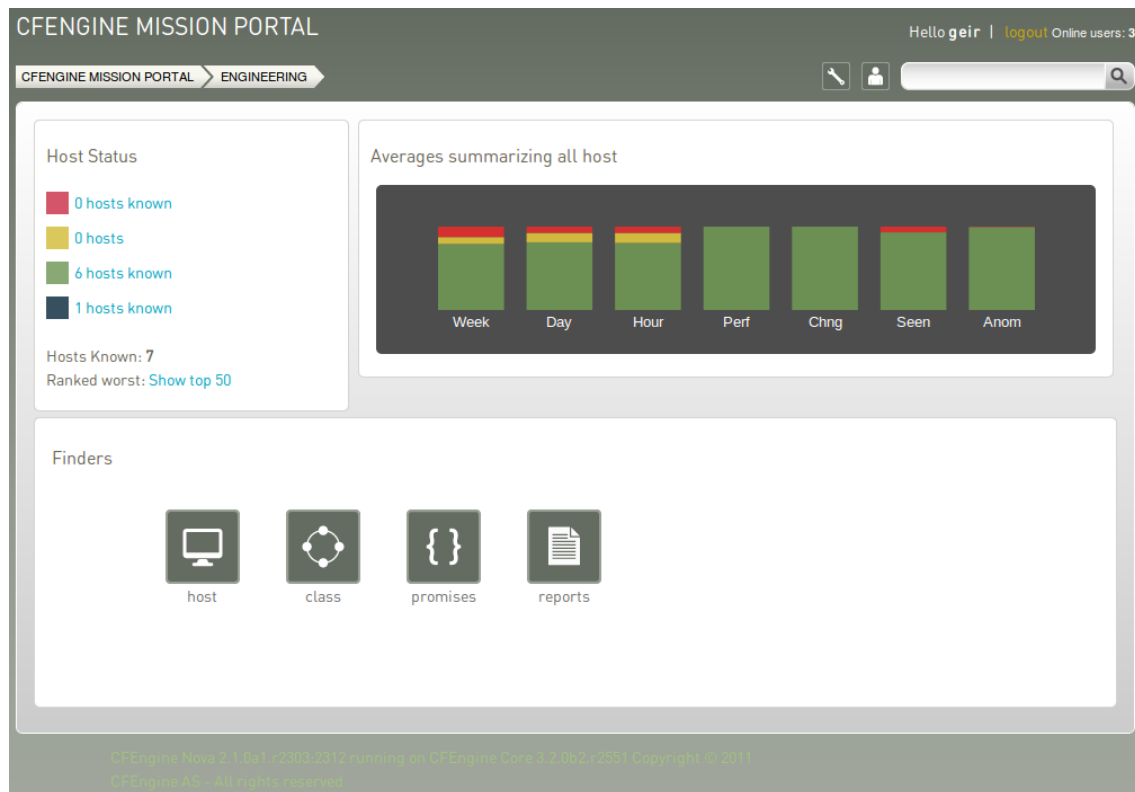 CFENGINE MISSION PORTAL
Hello geir | logout Online users: 3
CFENGINE MISSION PORTAL ENGINEERING
Host Status
0 hosts known
0 hosts
6 hosts known
1 hosts known
Hosts Known: 7
Ranked worst: Show top 50
Averages summarizing all host
Week Day Hour Perf Chng Seen Anom
Finders
{ }
host class promises reports
CFEngine Nova 2.1.0a1.r2303:2312 running on CFEngine Core 3.2.0b2.r2551 Copyright © 2011
CFEngine AS - All rights reserved